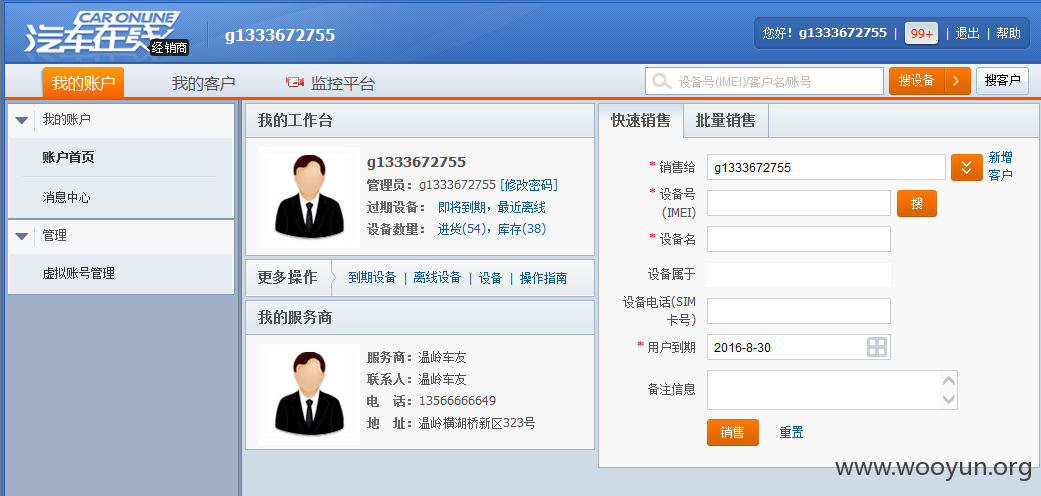 CAR ONLINE
汽车在线
经销商
g1333672755
您好！g1333672755 | 99+ | 退出 | 帮助
我的账户 我的客户 监控平台 设备号(IMEI)/客户名/账号 搜设备 搜客户
我的账户
账户首页
消息中心
管理
虚拟账号管理
我的工作台
g1333672755
管理员：g1333672755 [修改密码]
过期设备： 即将到期，最近离线
设备数量： 进货(54)，库存(38)
更多操作 到期设备 | 离线设备 | 设备 | 操作指南
我的服务商
服务商：温岭车友
联系人：温岭车友
电 话：13566666649
地 址：温岭横湖桥新区323号
快速销售 批量销售
* 销售给 g1333672755 新增
客户
* 设备号
(IMEI) 搜
* 设备名
设备属于
设备电话(SIM
卡号)
* 用户到期 2016-8-30
备注信息
销售 重置
www.wooyun.org